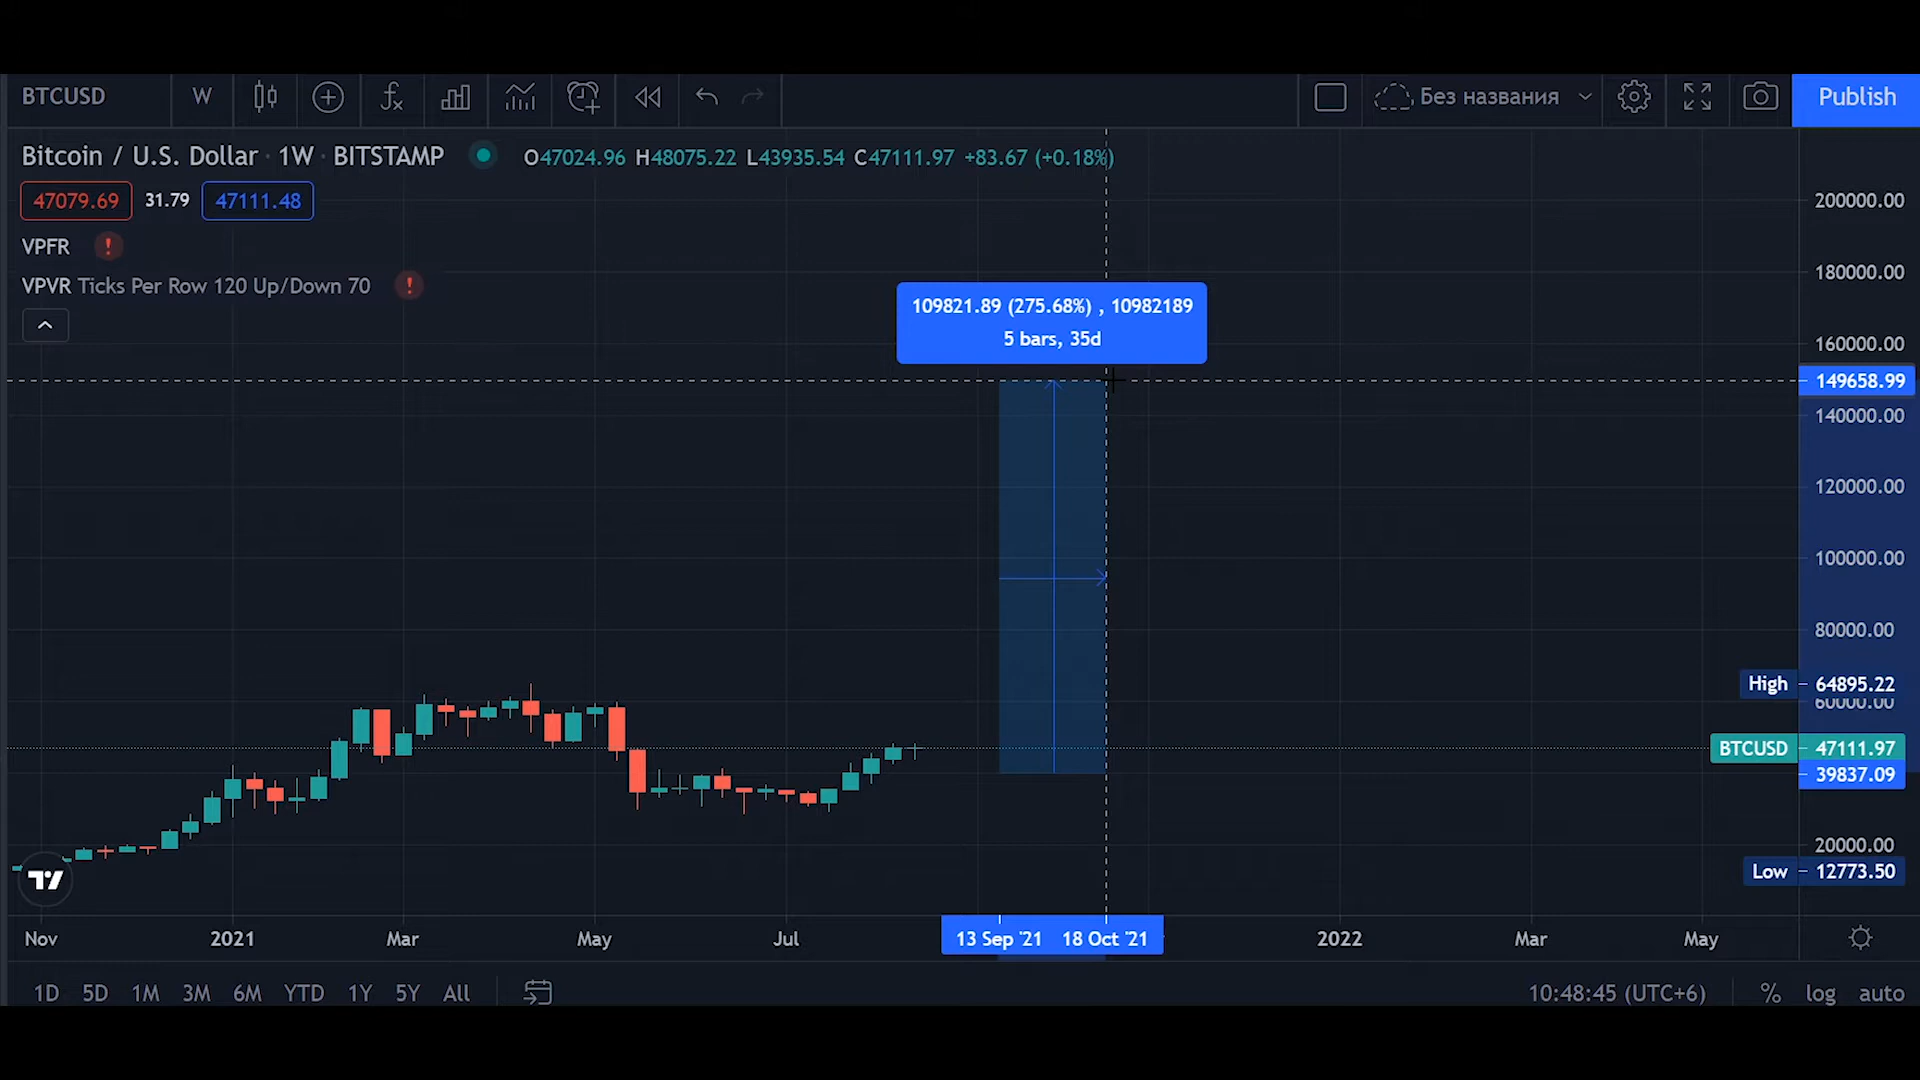 BTCUSD W Без названия Publish
Bitcoin / U.S. Dollar · 1W · BITSTAMP O47024.96 H48075.22 L43935.54 C47111.97 +83.67 (+0.18%)
47079.69 31.79 47111.48
200000.00
VPFR
180000.00
VPVR Ticks Per Row 120 Up/Down 70
109821.89 (275.68%) , 10982189
5 bars, 35d
160000.00
149658.99
140000.00
120000.00
100000.00
80000.00
High 64895.22
60000.00
BTCUSD 47111.97
39837.09
20000.00
Low 12773.50
Nov 2021 Mar May Jul 13 Sep '21 18 Oct '21 2022 Mar May
1D 5D 1M 3M 6M YTD 1Y 5Y All 10:48:45 (UTC+6) % log auto